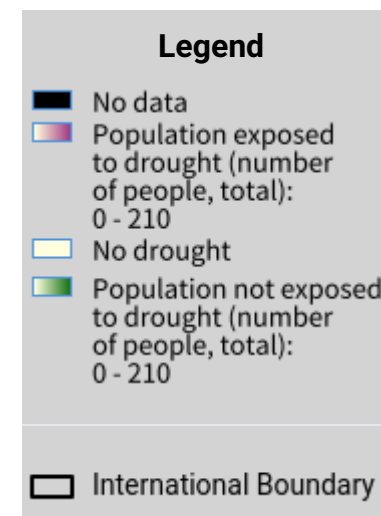 Legend
No data
Population exposed
to drought (number
of people, total):
0 - 210
No drought
Population not exposed
to drought (number
of people, total):
0 - 210
International Boundary